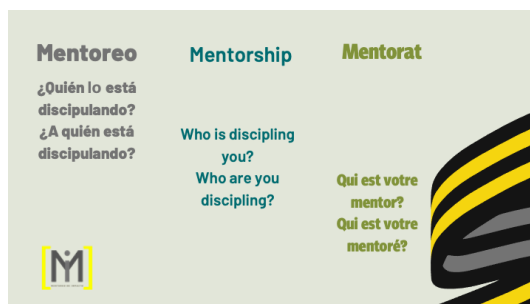 Mentoreo
¿Quién lo está
discipulando?
¿A quién está
discipulando?
Mentorship
Who is discipling
you?
Who are you
discipling?
Mentorat
Qui est votre
mentor?
Qui est votre
mentoré?